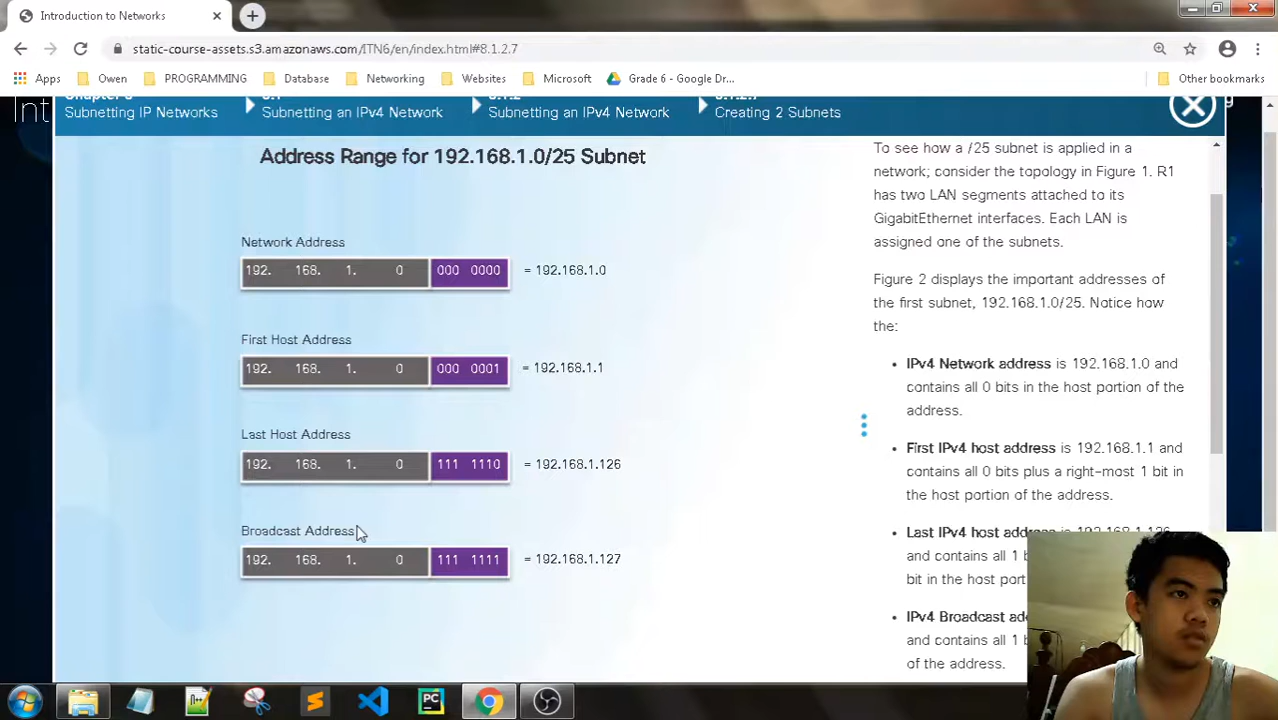 Introduction to Networks
static-course-assets.s3.amazonaws.com/ITN6/en/index.html#8.1.2.7
Apps Owen PROGRAMMING Database Networking Websites Microsoft Grade 6 - Google Dr... Other bookmarks
Int
Subnetting IP Networks Subnetting an IPv4 Network Subnetting an IPv4 Network Creating 2 Subnets
Address Range for 192.168.1.0/25 Subnet
Network Address
192. 168. 1. 0 000 0000 = 192.168.1.0
First Host Address
192. 168. 1. 0 000 0001 = 192.168.1.1
Last Host Address
192. 168. 1. 0 111 1110 = 192.168.1.126
Broadcast Address
192. 168. 1. 0 111 1111 = 192.168.1.127
To see how a /25 subnet is applied in a
network; consider the topology in Figure 1. R1
has two LAN segments attached to its
GigabitEthernet interfaces. Each LAN is
assigned one of the subnets.
Figure 2 displays the important addresses of
the first subnet, 192.168.1.0/25. Notice how
the:
• IPv4 Network address is 192.168.1.0 and
contains all 0 bits in the host portion of the
address.
• First IPv4 host address is 192.168.1.1 and
contains all 0 bits plus a right-most 1 bit in
the host portion of the address.
• Last IPv4 host address is 192.168.1.126
and contains all 1
bit in the host
• IPv4 Broadcast
and contains all 1
of the address.
PC